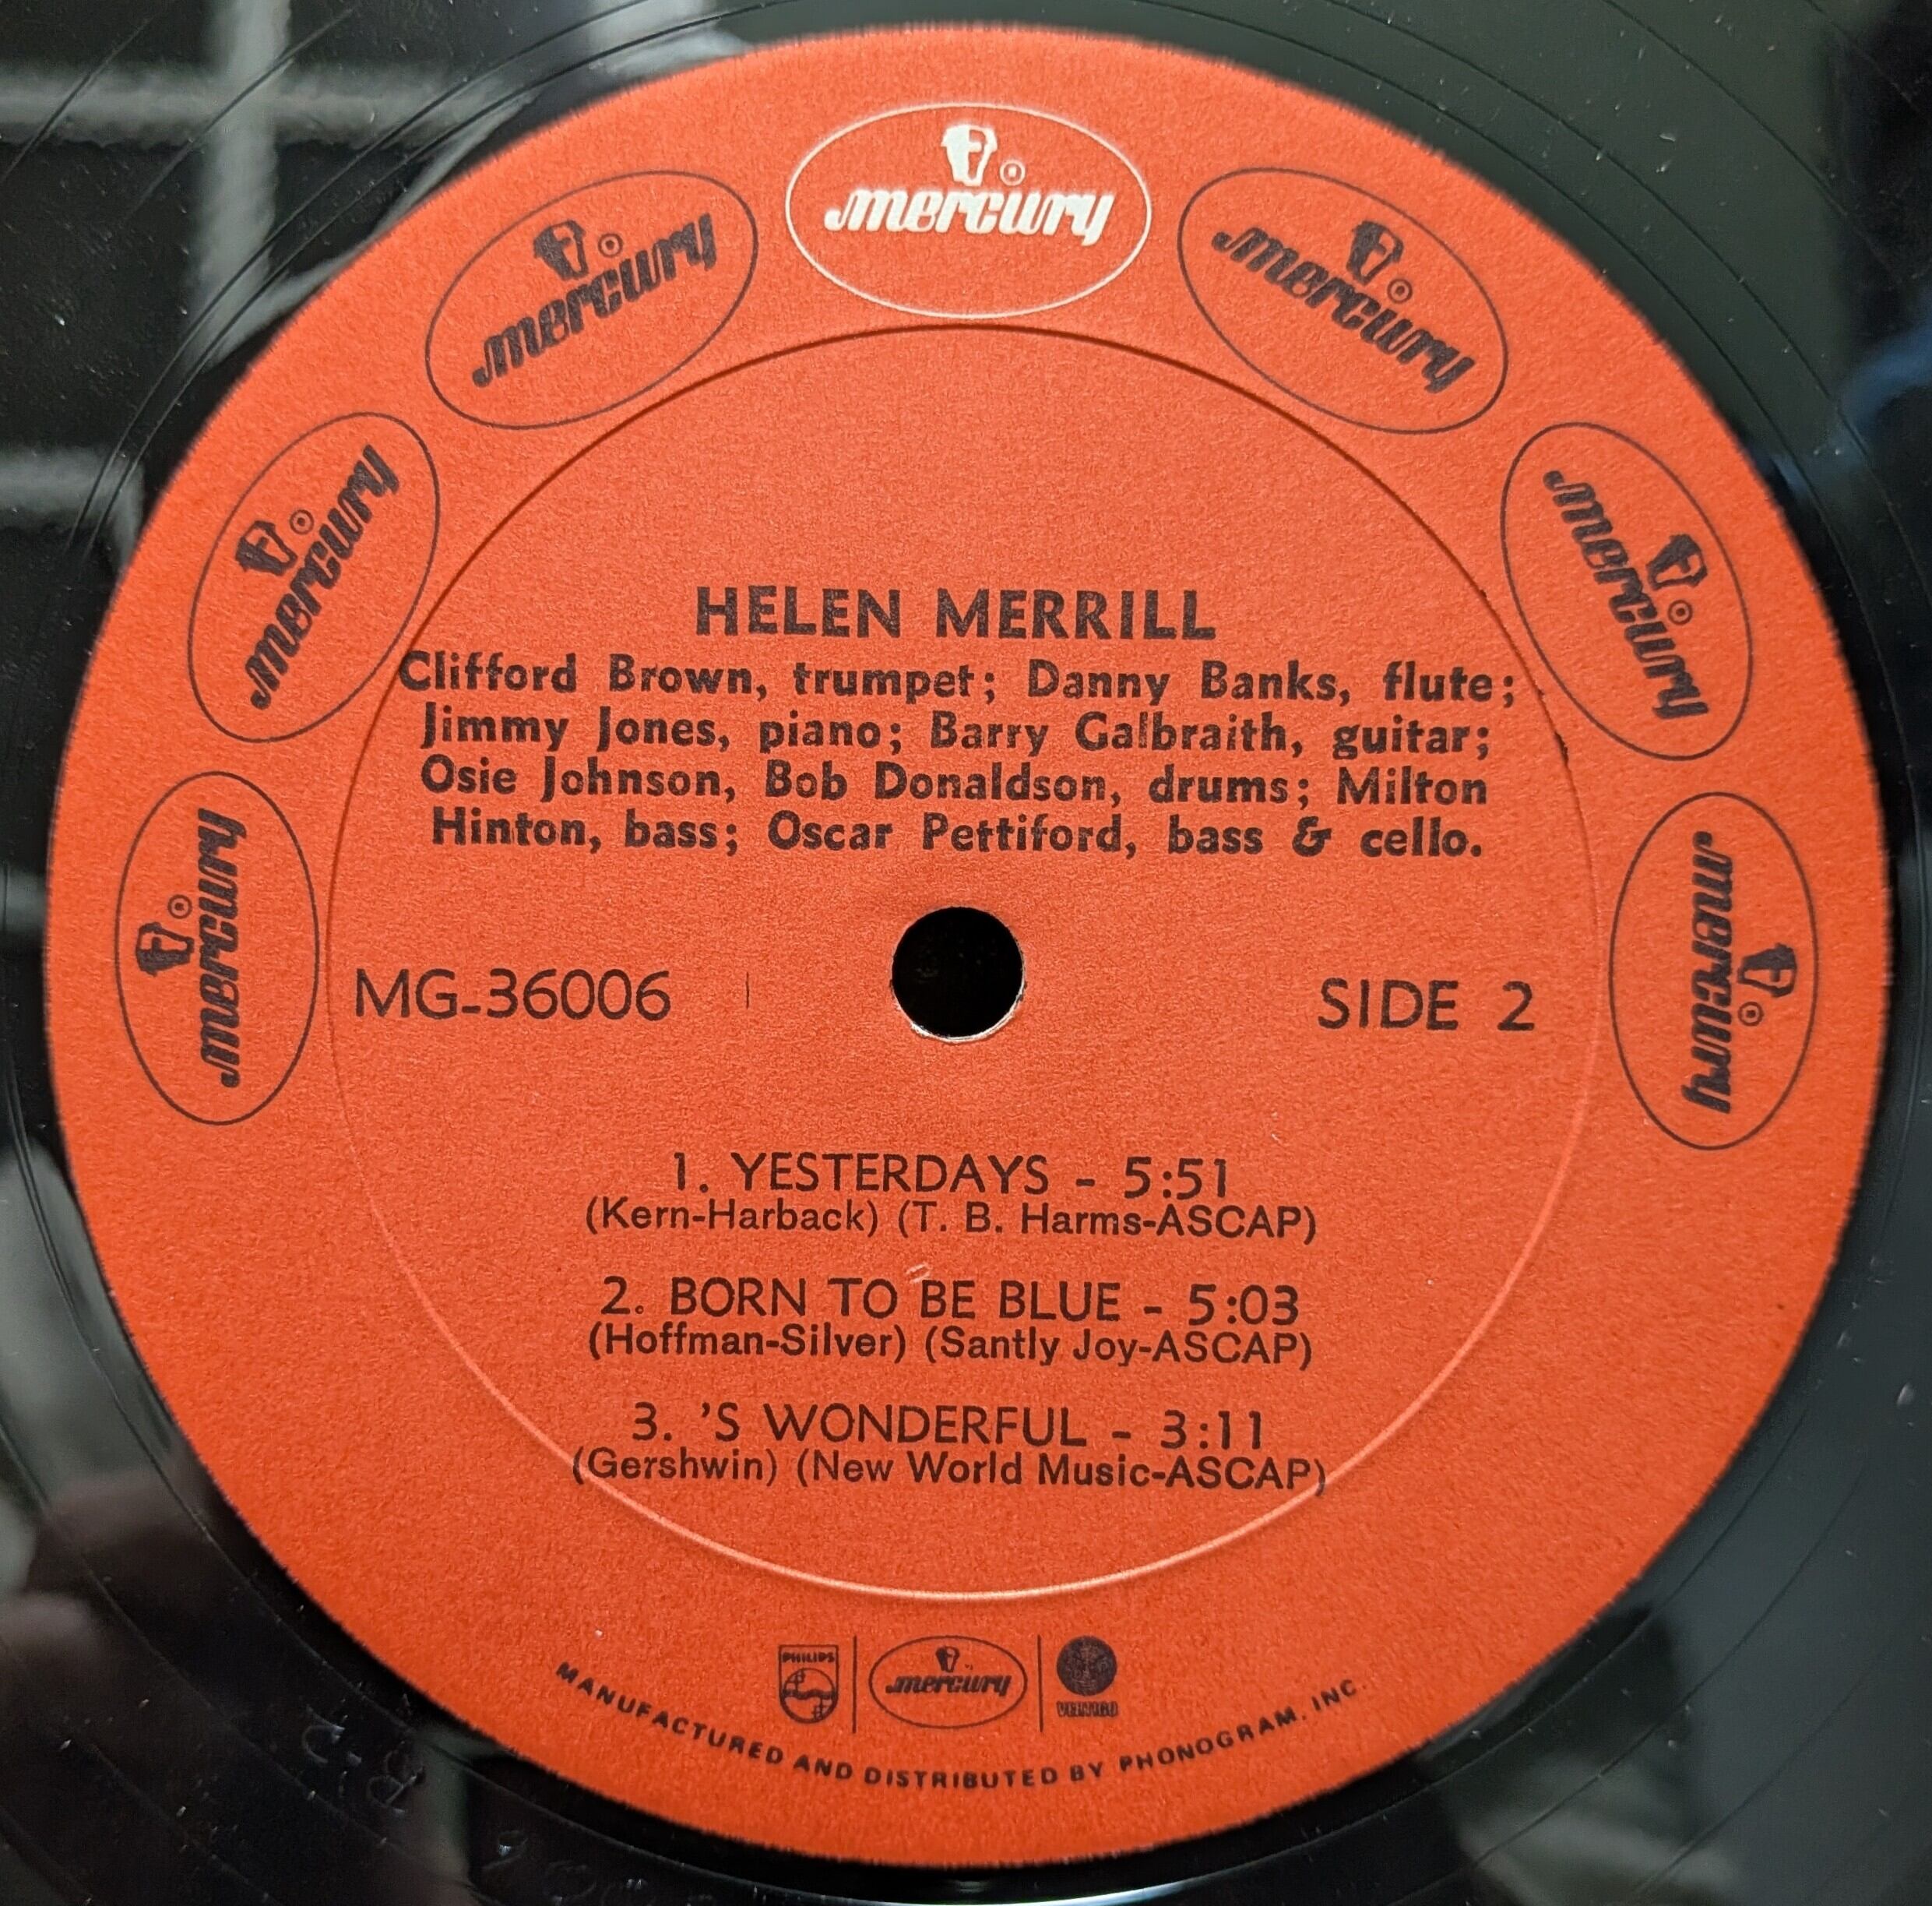 mercury
mercury
mercury
mercury
mercury
mercury
mercury
HELEN MERRILL
Clifford Brown, trumpet; Danny Banks, flute;
Jimmy Jones, piano; Barry Galbraith, guitar;
Osie Johnson, Bob Donaldson, drums; Milton
Hinton, bass; Oscar Pettiford, bass & cello.
MG-36006
SIDE 2
1. YESTERDAYS - 5:51
(Kern-Harback) (T. B. Harms-ASCAP)
2. BORN TO BE BLUE - 5:03
(Hoffman-Silver) (Santly Joy-ASCAP)
3. 'S WONDERFUL - 3:11
(Gershwin) (New World Music-ASCAP)
PHILIPS
mercury
VERTIGO
MANUFACTURED AND DISTRIBUTED BY PHONOGRAM. INC.